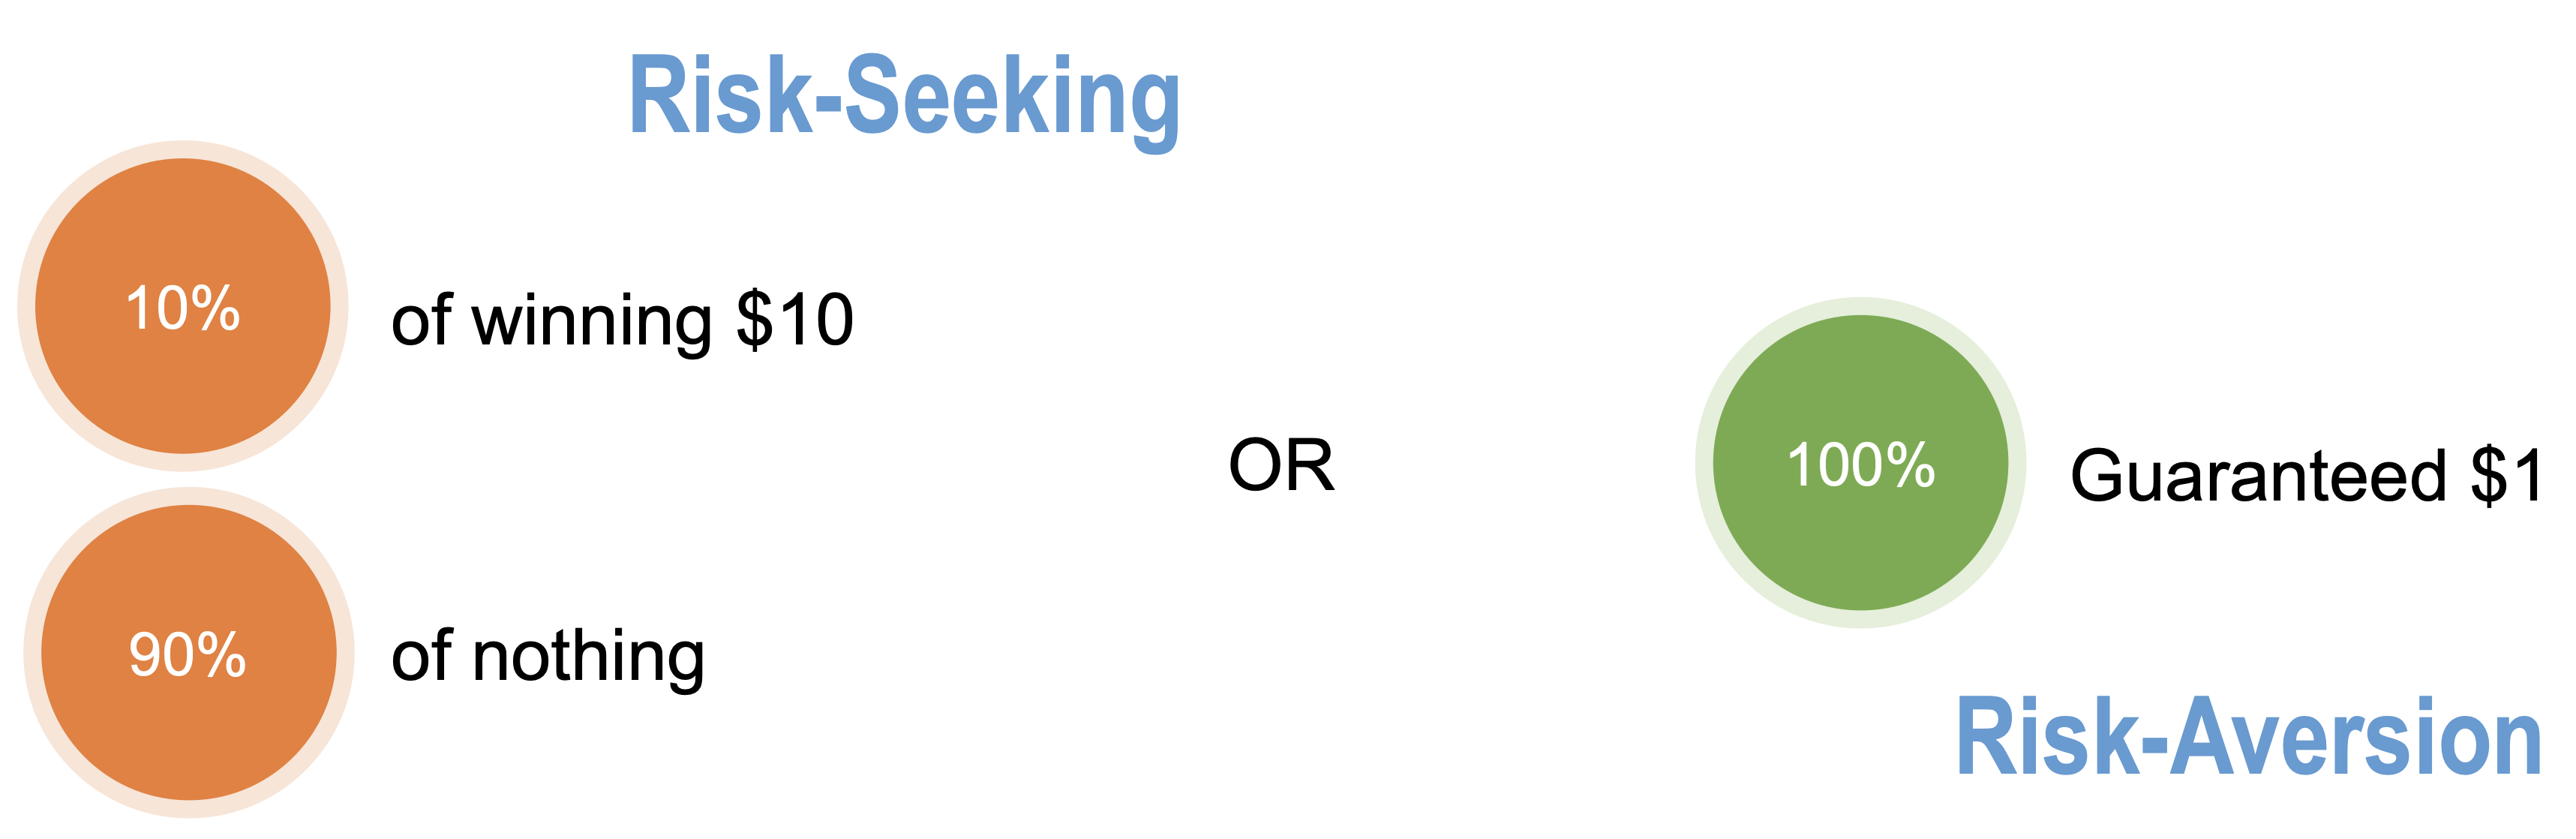 Risk-Seeking
10%
of winning $10
90%
of nothing
OR
100%
Guaranteed $1
Risk-Aversion